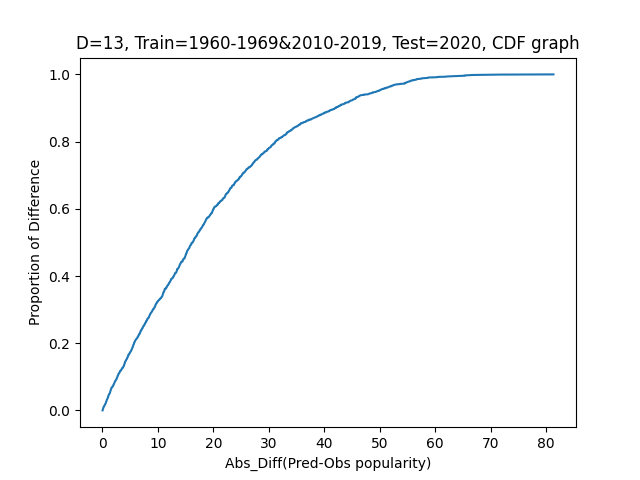 D=13, Train=1960-1969&2010-2019, Test=2020, CDF graph
1.0
0.8
0.6
0.4
0.2
0.0
Proportion of Difference
0 10 20 30 40 50 60 70 80
Abs_Diff(Pred-Obs popularity)